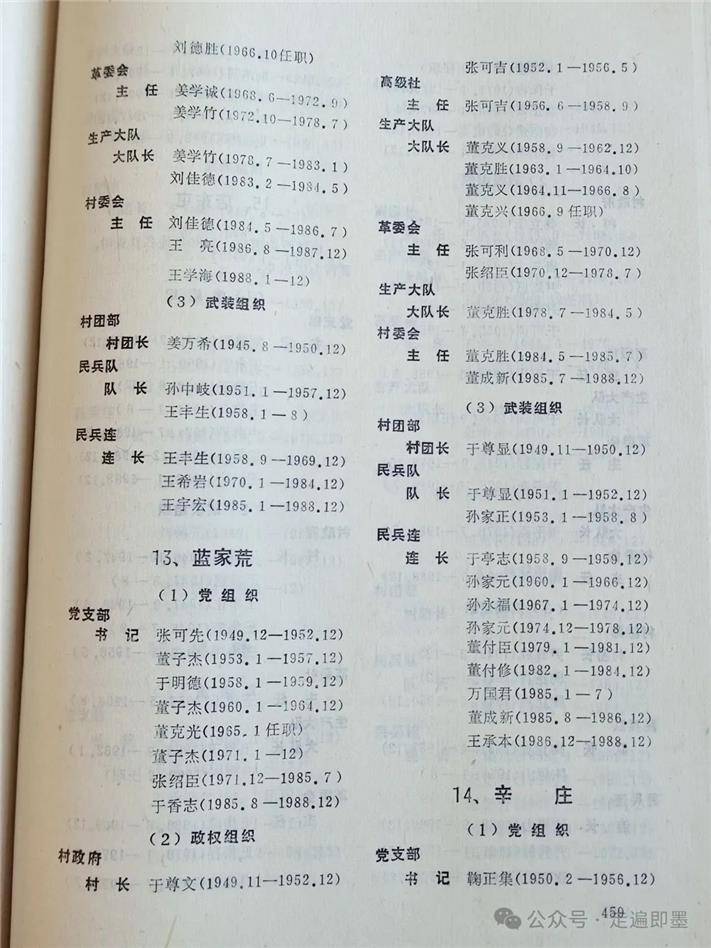 刘德胜(1966.10任职)
革委会
主 任 姜学诚(1968.6—1972.9)
姜学竹(1972.10—1978.7)
生产大队
大队长 姜学竹(1978.7—1983.1)
刘佳德(1983.2—1984.5)
村委会
主 任 刘佳德(1984.5—1986.7)
王 亮(1986.8—1987.12)
王学海(1988.1—12)
(3)武装组织
村团部
村团长 姜万希(1945.8—1950.12)
民兵队
队 长 孙中岐(1951.1—1957.12)
王丰生(1958.1—8)
民兵连
连 长 王丰生(1958.9—1969.12)
王希岩(1970.1—1984.12)
王宇宏(1985.1—1988.12)
13、蓝家荒
(1)党组织
党支部
书 记 张可先(1949.12—1952.12)
董子杰(1953.1—1957.12)
于明德(1958.1—1959.12)
董子杰(1960.1—1964.12)
董克光(1965.1任职)
董子杰(1971.1—12)
张绍臣(1971.12—1985.7)
于香志(1985.8—1988.12)
(2)政权组织
村政府
村 长 于尊文(1949.11—1952.12)
张可吉(1952.1—1956.5)
高级社
主 任 张可吉(1956.6—1958.9)
生产大队
大队长 董克义(1958.9—1962.12)
董克胜(1963.1—1964.10)
董克义(1964.11—1966.8)
董克兴(1966.9任职)
革委会
主 任 张可利(1968.5—1970.12)
张绍臣(1970.12—1978.7)
生产大队
大队长 董克胜(1978.7—1984.5)
村委会
主 任 董克胜(1984.5—1985.7)
董成新(1985.7—1988.12)
(3)武装组织
村团部
村团长 于尊显(1949.11—1950.12)
民兵队
队 长 于尊显(1951.1—1952.12)
孙家正(1953.1—1958.8)
民兵连
连 长 于亭志(1958.9—1959.12)
孙家元(1960.1—1966.12)
孙永福(1967.1—1974.12)
孙家元(1974.12—1978.12)
董付臣(1979.1—1981.12)
董付修(1982.1—1984.12)
万国君(1985.1—7)
董成新(1985.8—1986.12)
王承本(1986.12—1988.12)
14、辛 庄
(1)党组织
党支部
书 记 鞠正集(1950.2—1956.12)
459
公众号·走遍即墨